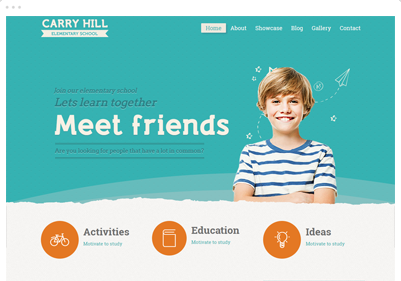 CARRY HILL
ELEMENTARY SCHOOL
Home About Showcase Blog Gallery Contact
Join our elementary school
Lets learn together
Meet friends
Are you looking for people that have a lot in common?
Activities
Motivate to study
Education
Motivate to study
Ideas
Motivate to study